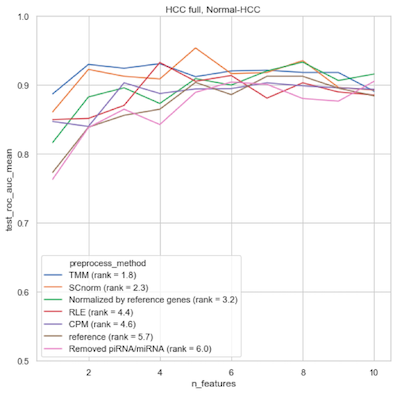 HCC full, Normal-HCC
test_roc_auc_mean
1.0
0.9
0.8
0.7
0.6
0.5
preprocess_method
TMM (rank = 1.8)
SCnorm (rank = 2.3)
Normalized by reference genes (rank = 3.2)
RLE (rank = 4.4)
CPM (rank = 4.6)
reference (rank = 5.7)
Removed piRNA/miRNA (rank = 6.0)
2 4 6 8 10
n_features